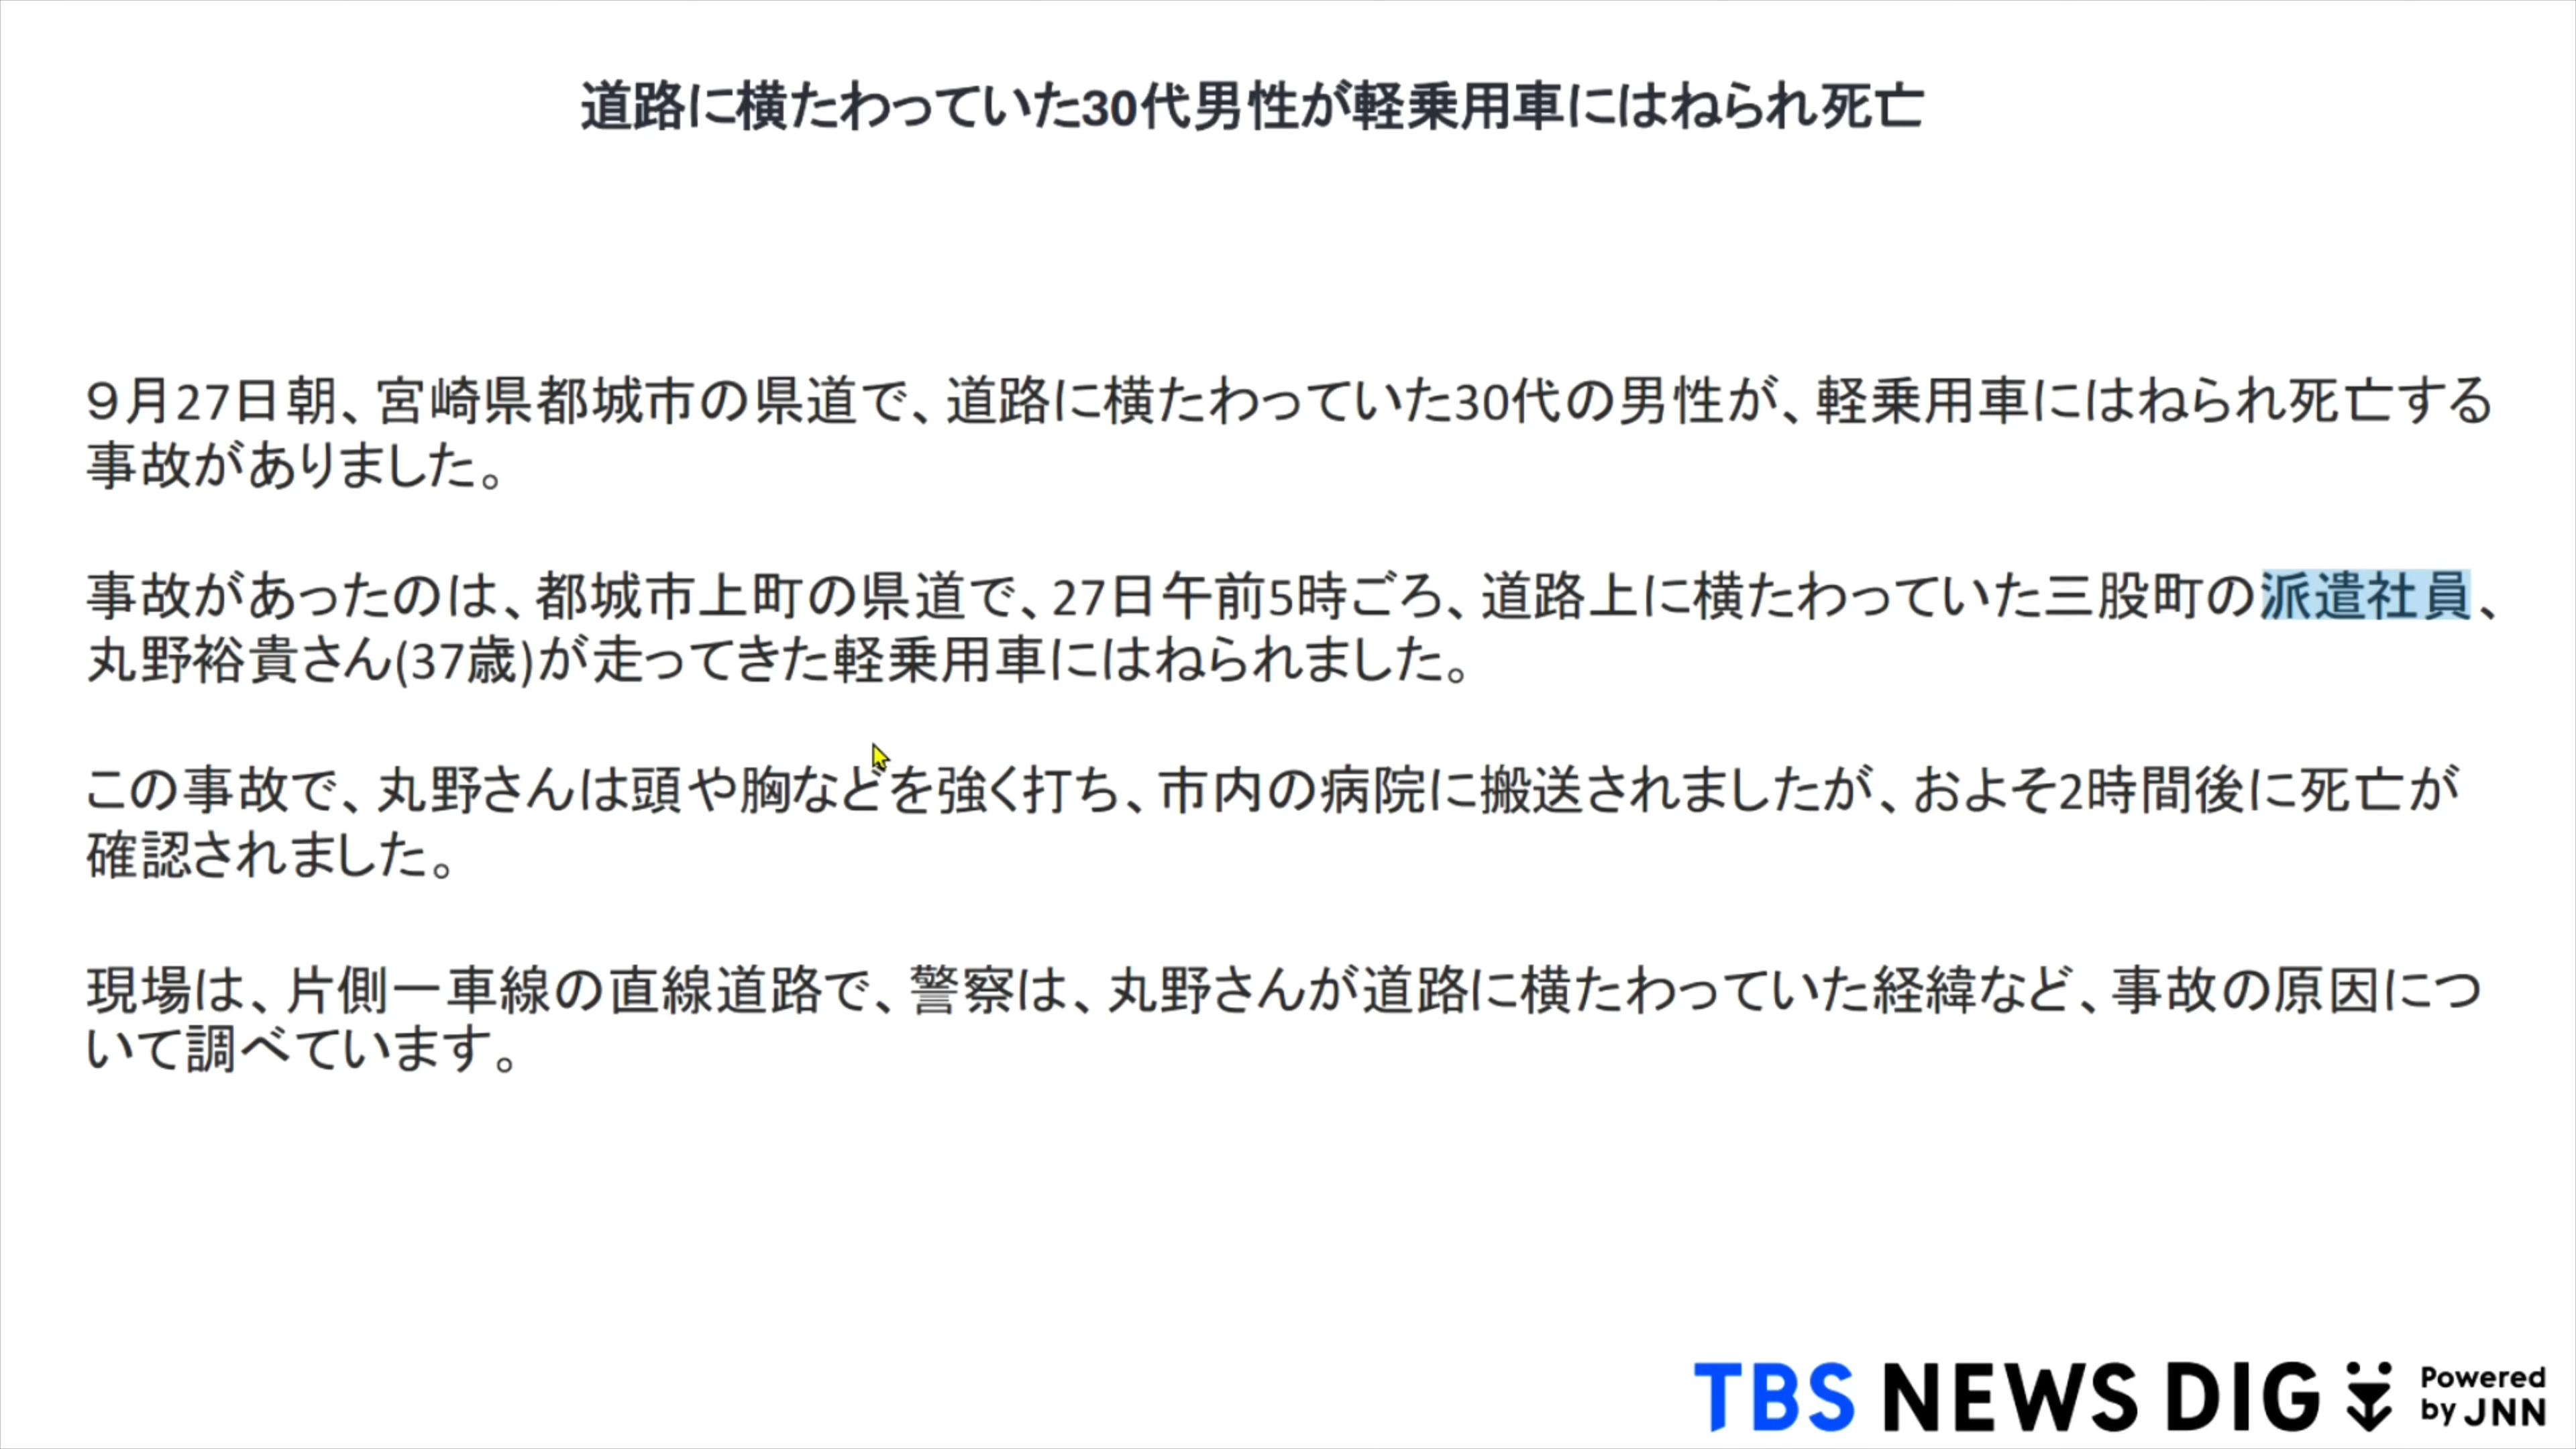 道路に横たわっていた30代男性が軽乗用車にはねられ死亡
９月27日朝、宮崎県都城市の県道で、道路に横たわっていた30代の男性が、軽乗用車にはねられ死亡する
事故がありました。
事故があったのは、都城市上町の県道で、27日午前5時ごろ、道路上に横たわっていた三股町の派遣社員、
丸野裕貴さん(37歳)が走ってきた軽乗用車にはねられました。
この事故で、丸野さんは頭や胸などを強く打ち、市内の病院に搬送されましたが、およそ2時間後に死亡が
確認されました。
現場は、片側一車線の直線道路で、警察は、丸野さんが道路に横たわっていた経緯など、事故の原因につ
いて調べています。
TBS NEWS DIG Powered
by JNN